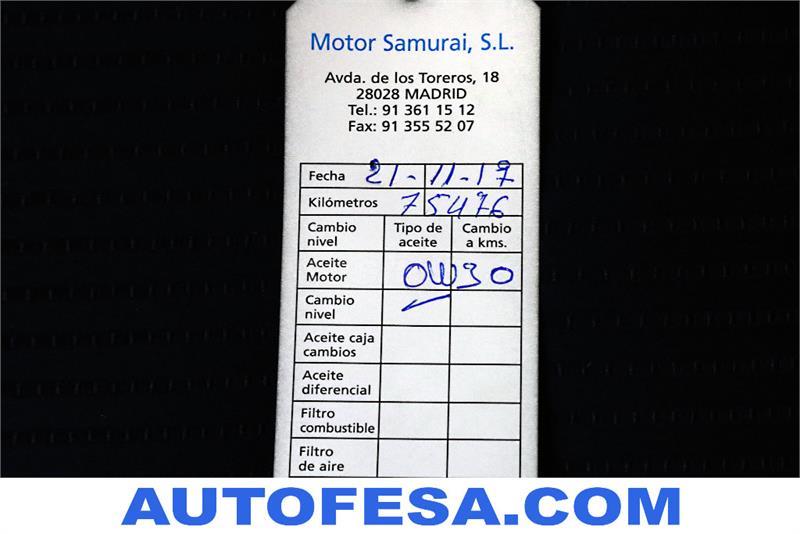 Motor Samurai, S.L.
Avda. de los Toreros, 18
28028 MADRID
Tel.: 91 361 15 12
Fax: 91 355 52 07
Fecha 21-11-17
Kilómetros 75476
Cambio nivel Tipo de aceite Cambio a kms.
Aceite Motor 0W30
Cambio nivel
Aceite caja cambios
Aceite diferencial
Filtro combustible
Filtro de aire
AUTOFESA.COM